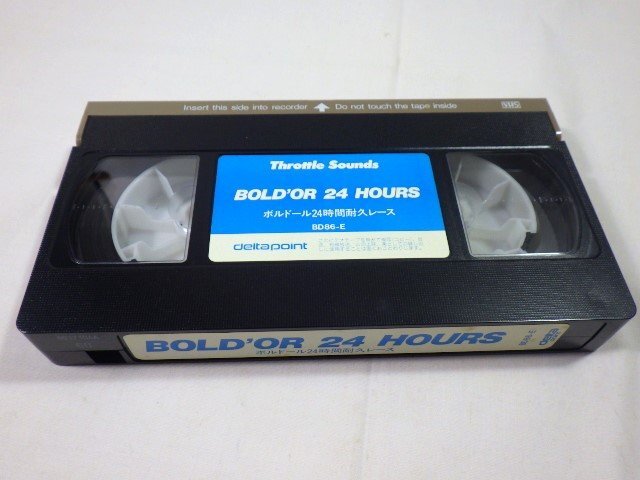 Insert this side into recorder ↑ Do not touch the tape inside VHS
Throttle Sounds
BOLD'OR 24 HOURS
ボルドール24時間耐久レース
BD86-E
deltapoint
BOLD'OR 24 HOURS
ボルドール24時間耐久レース
BD86-E